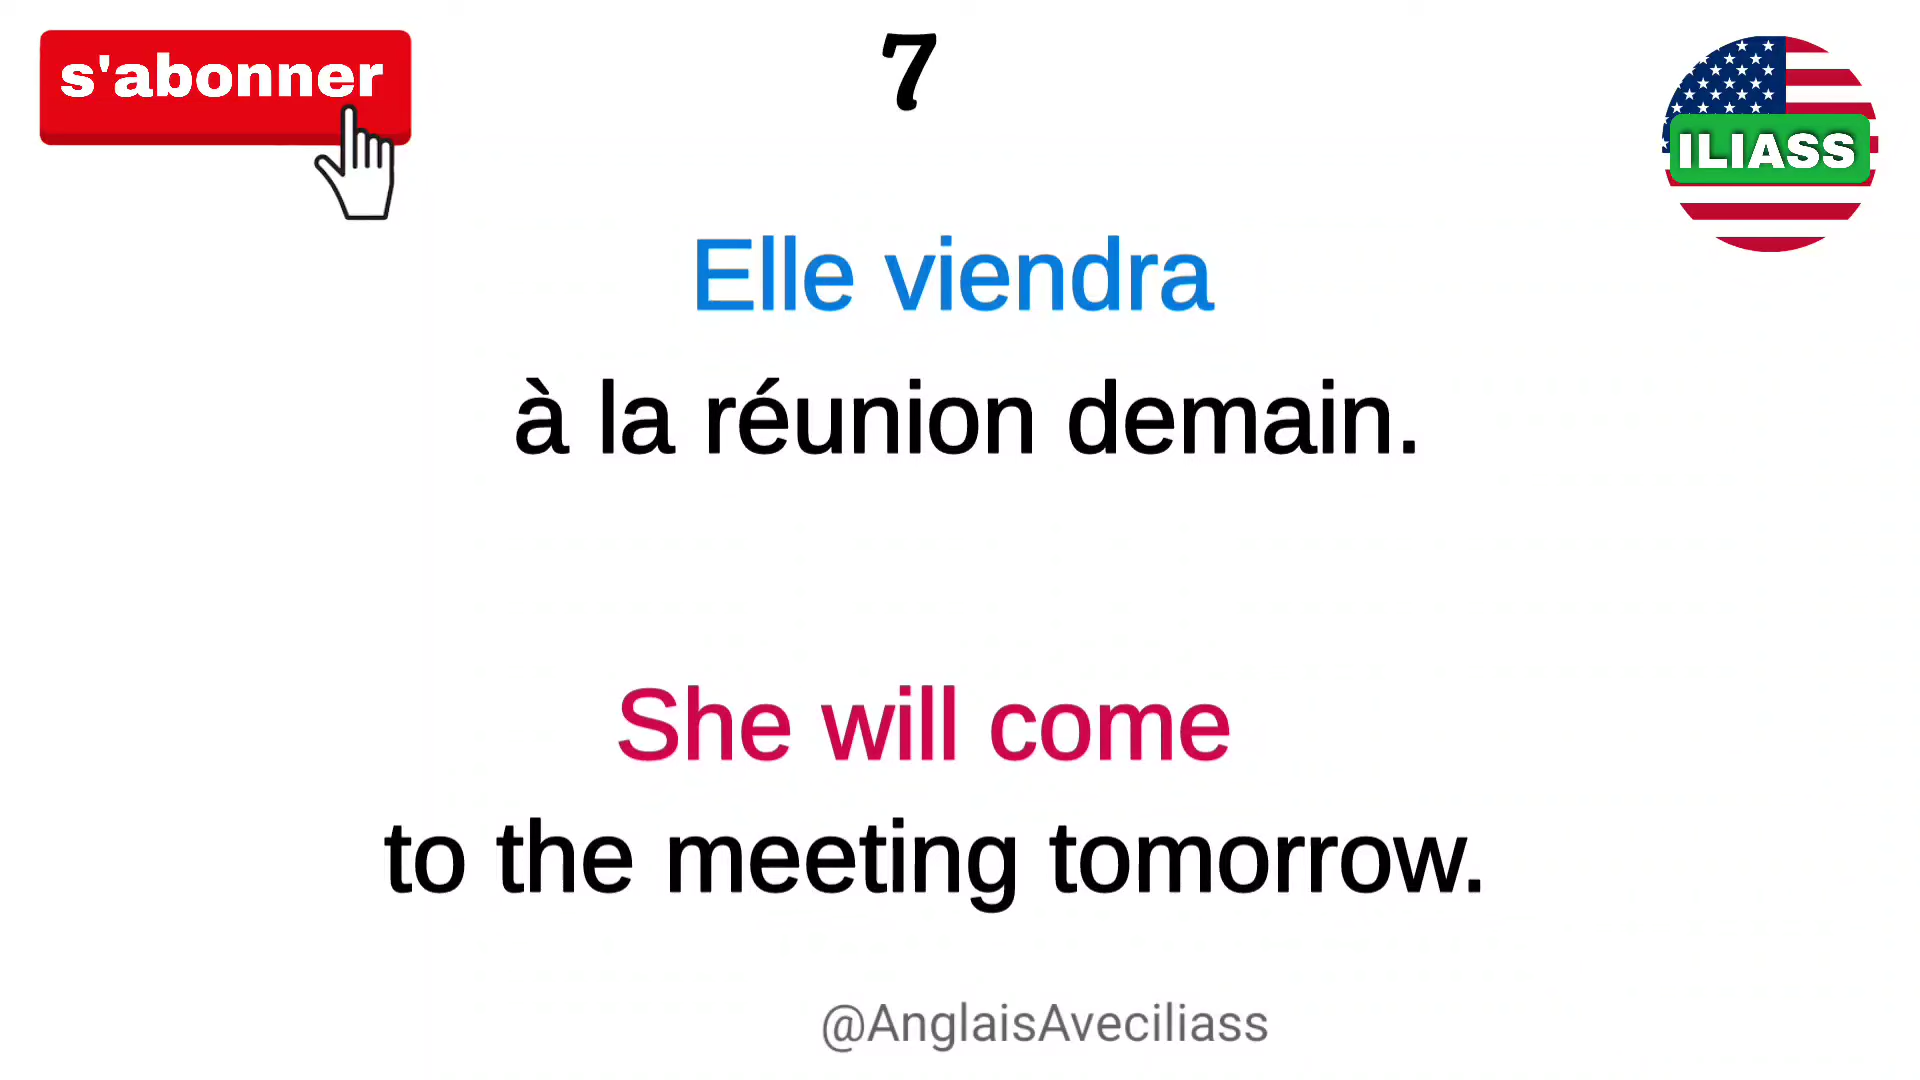 s'abonner
7
ILIASS
Elle viendra
à la réunion demain.
She will come
to the meeting tomorrow.
@AnglaisAveciliass